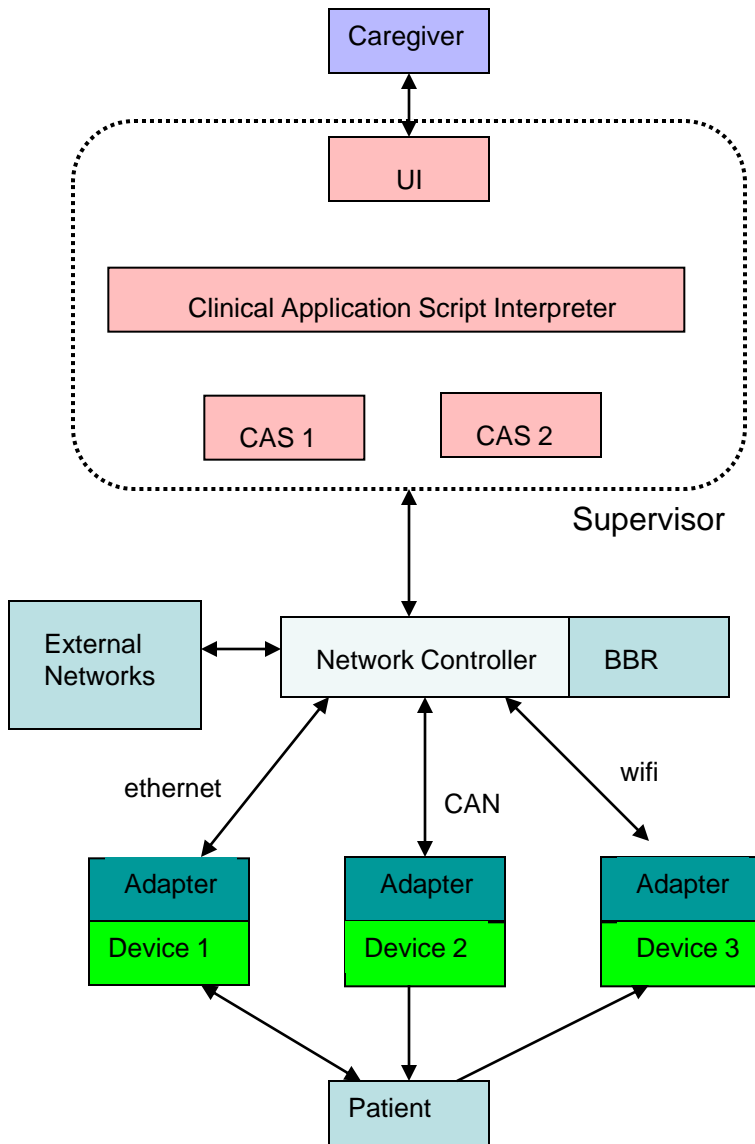 Caregiver
UI
Clinical Application Script Interpreter
CAS 1
CAS 2
Supervisor
External
Networks
Network Controller
BBR
ethernet
CAN
wifi
Adapter
Adapter
Adapter
Device 1
Device 2
Device 3
Patient